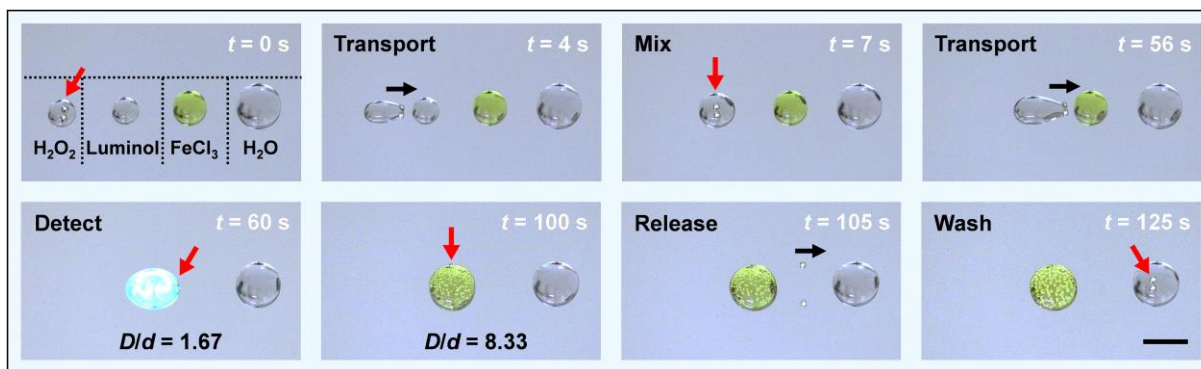 t = 0 s
H₂O₂ Luminol FeCl₃ H₂O
Transport t = 4 s
Mix t = 7 s
Transport t = 56 s
Detect t = 60 s
D/d = 1.67
t = 100 s
D/d = 8.33
Release t = 105 s
Wash t = 125 s